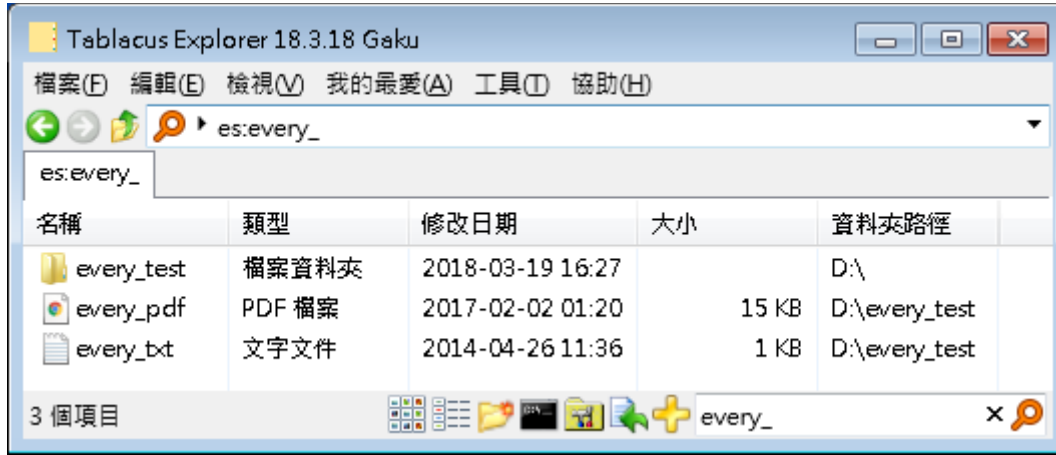 Tablacus Explorer 18.3.18 Gaku
檔案(F) 編輯(E) 檢視(V) 我的最愛(A) 工具(T) 協助(H)
es:every_
es:every_
名稱 類型 修改日期 大小 資料夾路徑
every_test 檔案資料夾 2018-03-19 16:27 D:\
every_pdf PDF 檔案 2017-02-02 01:20 15 KB D:\every_test
every_txt 文字文件 2014-04-26 11:36 1 KB D:\every_test
3 個項目 every_